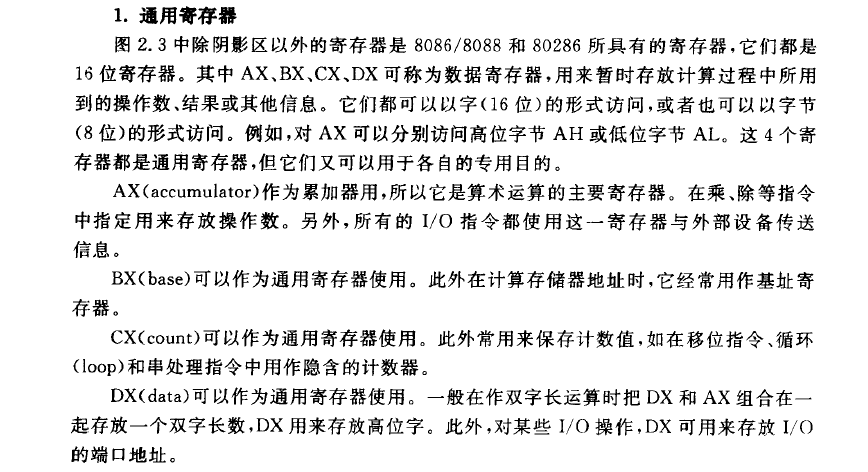 1. 通用寄存器
图 2.3 中除阴影区以外的寄存器是 8086/8088 和 80286 所具有的寄存器,它们都是
16 位寄存器。其中 AX、BX、CX、DX 可称为数据寄存器,用来暂时存放计算过程中所用
到的操作数、结果或其他信息。它们都可以以字(16 位)的形式访问,或者也可以以字节
(8 位)的形式访问。例如,对 AX 可以分别访问高位字节 AH 或低位字节 AL。这 4 个寄
存器都是通用寄存器,但它们又可以用于各自的专用目的。
AX(accumulator)作为累加器用,所以它是算术运算的主要寄存器。在乘、除等指令
中指定用来存放操作数。另外,所有的 I/O 指令都使用这一寄存器与外部设备传送
信息。
BX(base)可以作为通用寄存器使用。此外在计算存储器地址时,它经常用作基址寄
存器。
CX(count)可以作为通用寄存器使用。此外常用来保存计数值,如在移位指令、循环
(loop)和串处理指令中用作隐含的计数器。
DX(data)可以作为通用寄存器使用。一般在作双字长运算时把 DX 和 AX 组合在一
起存放一个双字长数,DX 用来存放高位字。此外,对某些 I/O 操作,DX 可用来存放 I/O
的端口地址。